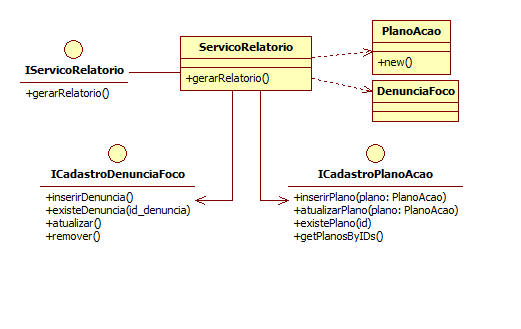 IServicoRelatorio
+gerarRelatorio()
ServicoRelatorio
+gerarRelatorio()
PlanoAcao
+new()
DenunciaFoco
ICadastroDenunciaFoco
+inserirDenuncia()
+existeDenuncia(id_denuncia)
+atualizar()
+remover()
ICadastroPlanoAcao
+inserirPlano(plano: PlanoAcao)
+atualizarPlano(plano: PlanoAcao)
+existePlano(id)
+getPlanosByIDs()